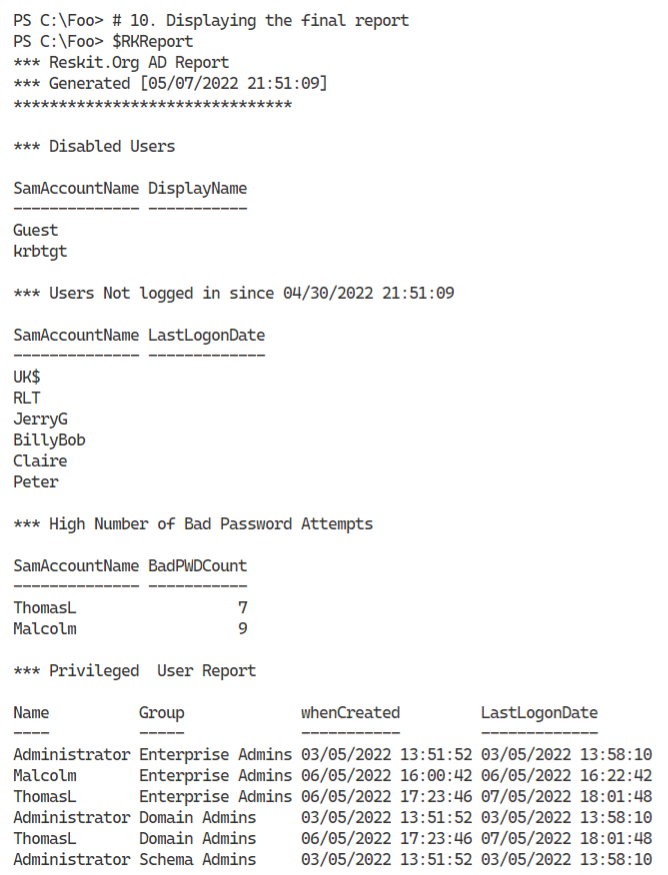 PS C:\Foo> # 10. Displaying the final report
PS C:\Foo> $RKReport
*** Reskit.Org AD Report
*** Generated [05/07/2022 21:51:09]
*******************************
*** Disabled Users
SamAccountName DisplayName
-------------- -----------
Guest
krbtgt
*** Users Not logged in since 04/30/2022 21:51:09
SamAccountName LastLogonDate
-------------- -------------
UK$
RLT
JerryG
BillyBob
Claire
Peter
*** High Number of Bad Password Attempts
SamAccountName BadPWDCount
-------------- -----------
ThomasL                  7
Malcolm                  9
*** Privileged  User Report
Name          Group             whenCreated         LastLogonDate
----          -----             -----------         -------------
Administrator Enterprise Admins 03/05/2022 13:51:52 03/05/2022 13:58:10
Malcolm       Enterprise Admins 06/05/2022 16:00:42 06/05/2022 16:22:42
ThomasL       Enterprise Admins 06/05/2022 17:23:46 07/05/2022 18:01:48
Administrator Domain Admins     03/05/2022 13:51:52 03/05/2022 13:58:10
ThomasL       Domain Admins     06/05/2022 17:23:46 07/05/2022 18:01:48
Administrator Schema Admins     03/05/2022 13:51:52 03/05/2022 13:58:10